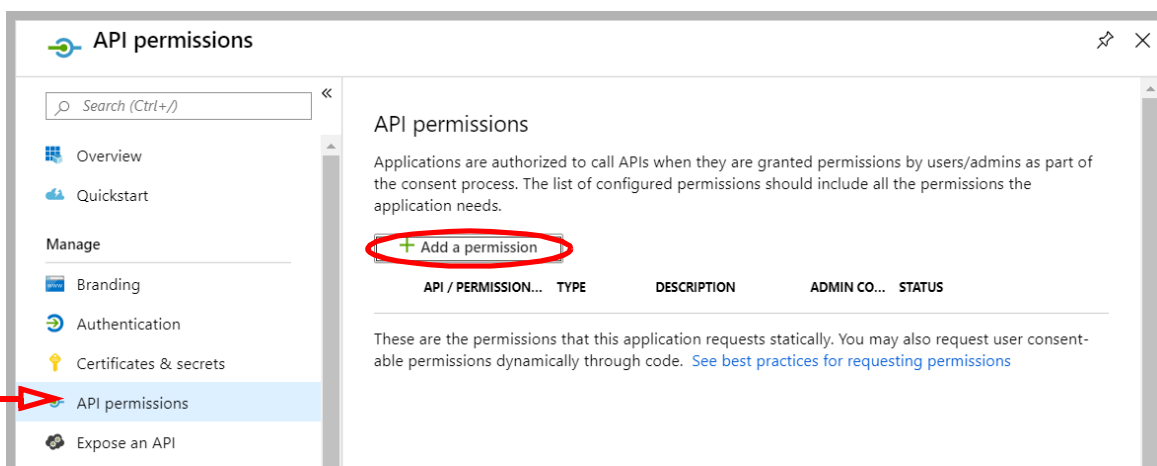 API permissions
«
Search (Ctrl+/)
Overview
Quickstart
Manage
Branding
Authentication
Certificates & secrets
API permissions
Expose an API
API permissions
Applications are authorized to call APIs when they are granted permissions by users/admins as part of
the consent process. The list of configured permissions should include all the permissions the
application needs.
+ Add a permission
API / PERMISSION... TYPE DESCRIPTION ADMIN CO... STATUS
These are the permissions that this application requests statically. You may also request user consent-
able permissions dynamically through code. See best practices for requesting permissions